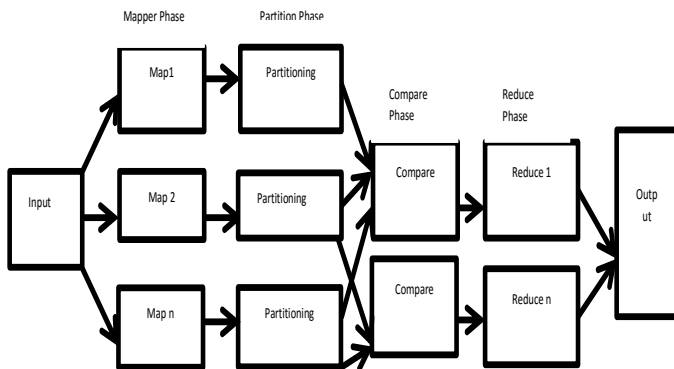 Mapper Phase
Partition Phase
Map1
Partitioning
Compare
Phase
Reduce
Phase
Input
Map 2
Partitioning
Compare
Reduce 1
Outp
ut
Map n
Partitioning
Compare
Reduce n